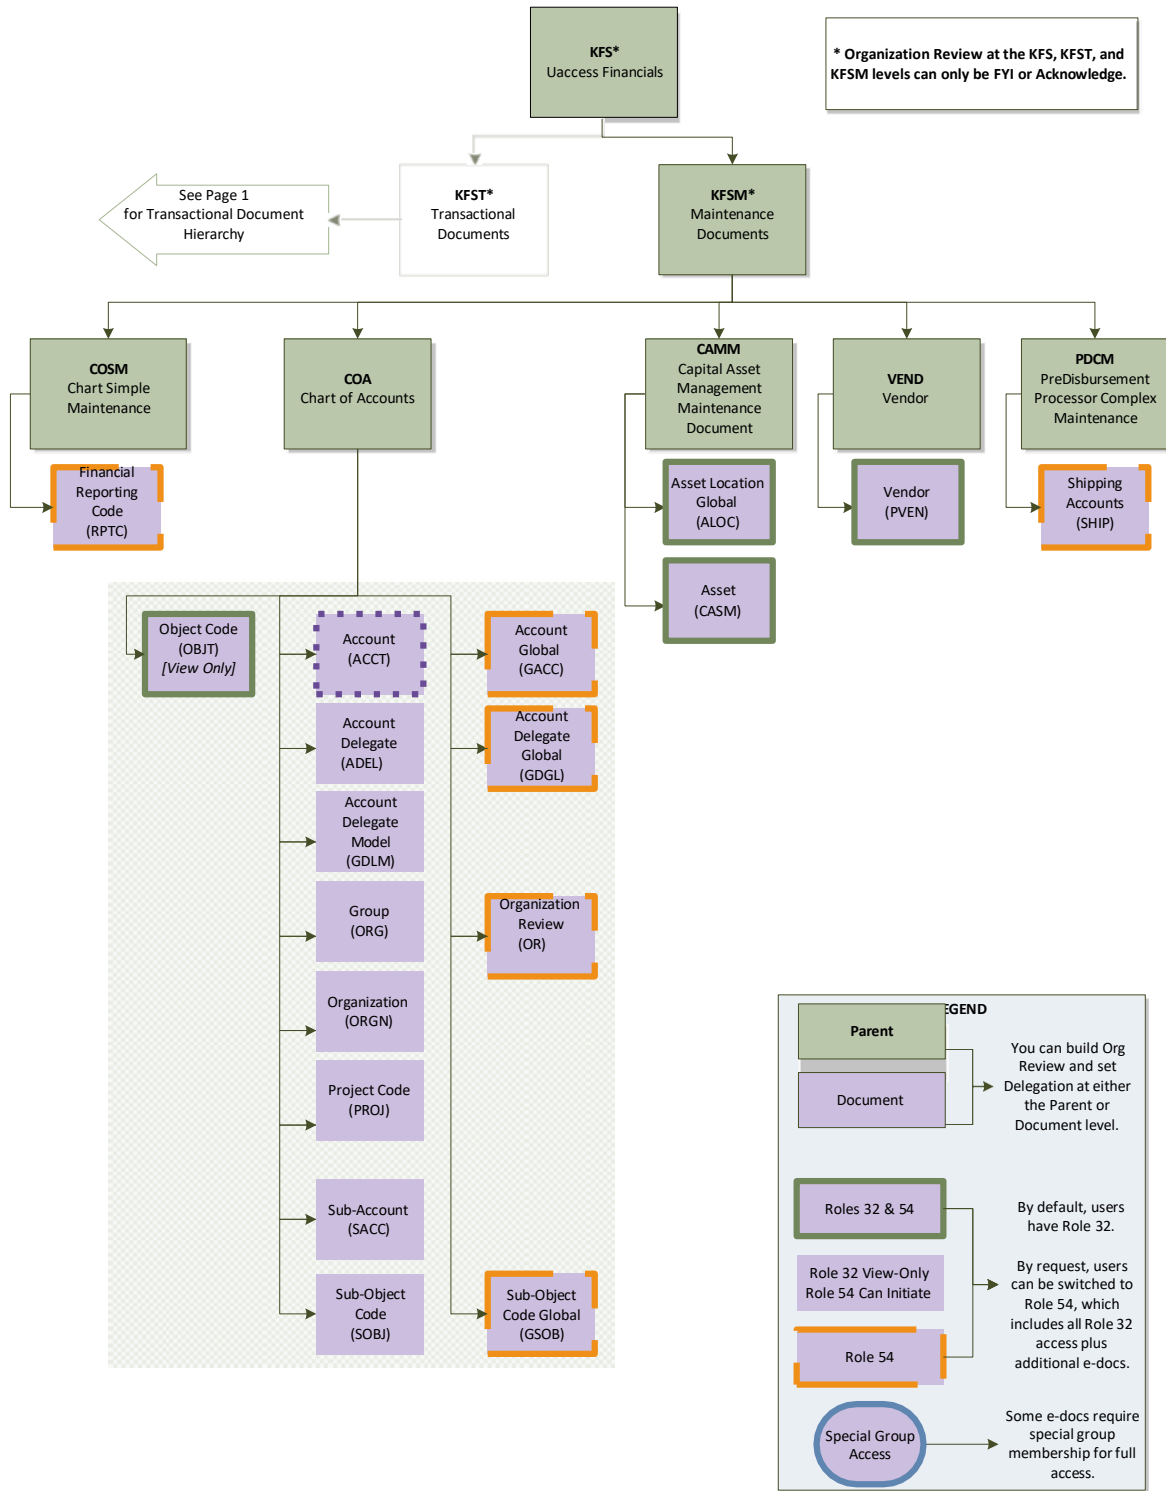 KFS*
Uaccess Financials
* Organization Review at the KFS, KFST, and
KFSM levels can only be FYI or Acknowledge.
See Page 1
for Transactional Document
Hierarchy
KFST*
Transactional
Documents
KFSM*
Maintenance
Documents
COSM
Chart Simple
Maintenance
COA
Chart of Accounts
CAMM
Capital Asset
Management
Maintenance
Document
VEND
Vendor
PDCM
PreDisbursement
Processor Complex
Maintenance
Financial
Reporting
Code
(RPTC)
Asset Location
Global
(ALOC)
Vendor
(PVEN)
Shipping
Accounts
(SHIP)
Asset
(CASM)
Object Code
(OBJT)
[View Only]
Account
(ACCT)
Account
Global
(GACC)
Account
Delegate
(ADEL)
Account
Delegate
Global
(GDGL)
Account
Delegate
Model
(GDLM)
Group
(ORG)
Organization
Review
(OR)
Organization
(ORGN)
Project Code
(PROJ)
Sub-Account
(SACC)
Sub-Object
Code
(SOBJ)
Sub-Object
Code Global
(GSOB)
EGEND
Parent
Document
You can build Org
Review and set
Delegation at either
the Parent or
Document level.
Roles 32 & 54
By default, users
have Role 32.
Role 32 View-Only
Role 54 Can Initiate
By request, users
can be switched to
Role 54, which
includes all Role 32
access plus
additional e-docs.
Role 54
Special Group
Access
Some e-docs require
special group
membership for full
access.